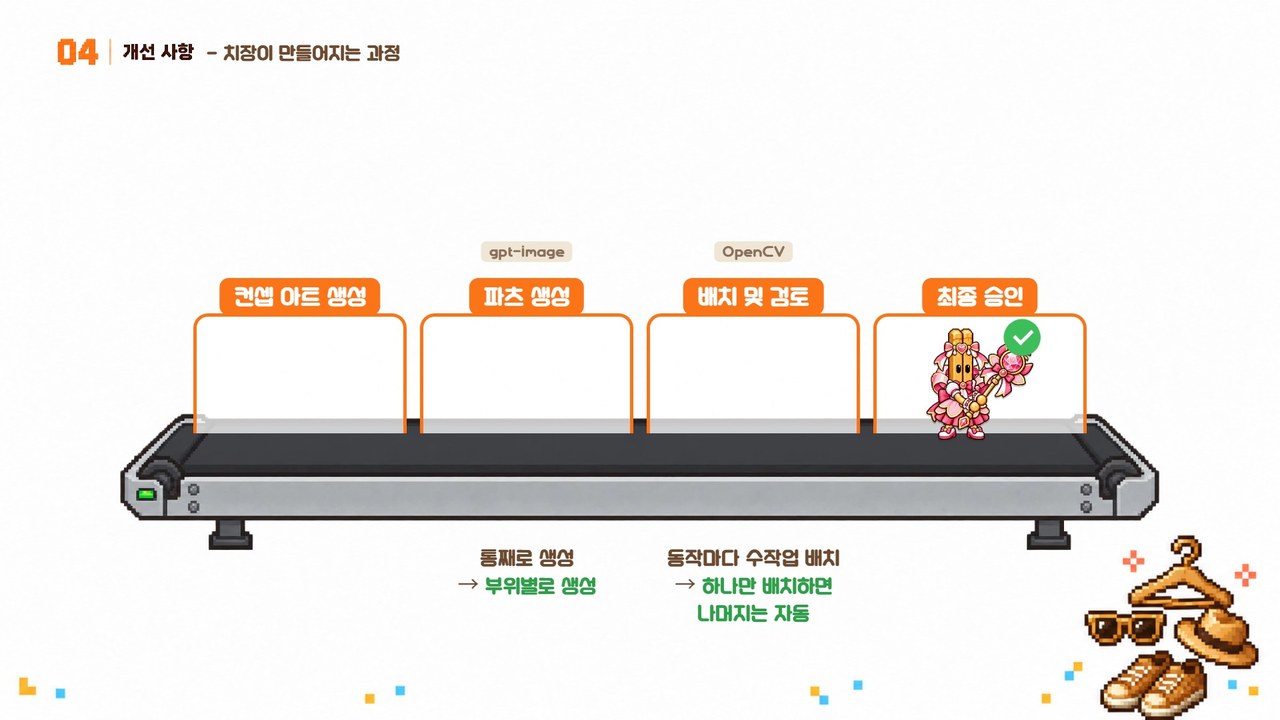 04 개선 사항 - 치장이 만들어지는 과정
gpt-image
OpenCV
컨셉 아트 생성
파츠 생성
배치 및 검토
최종 승인
통째로 생성
→ 부위별로 생성
동작마다 수작업 배치
→ 하나만 배치하면
나머지는 자동